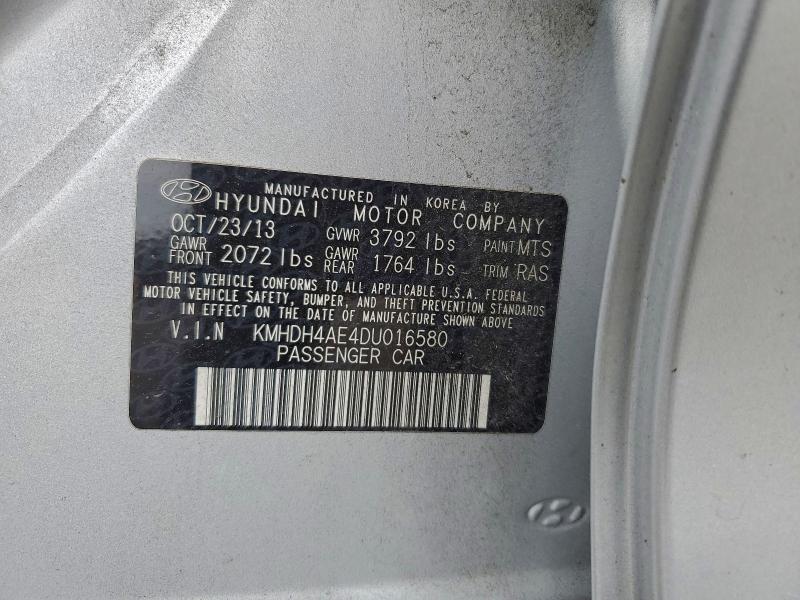 MANUFACTURED IN KOREA BY
HYUNDAI MOTOR COMPANY
OCT/23/13 GVWR 3792 lbs PAINT MTS
GAWR FRONT 2072 lbs GAWR REAR 1764 lbs TRIM RAS
THIS VEHICLE CONFORMS TO ALL APPLICABLE U.S.A. FEDERAL
MOTOR VEHICLE SAFETY, BUMPER, AND THEFT PREVENTION STANDARDS
IN EFFECT ON THE DATE OF MANUFACTURE SHOWN ABOVE
V.I.N KMHDH4AE4DU016580
PASSENGER CAR